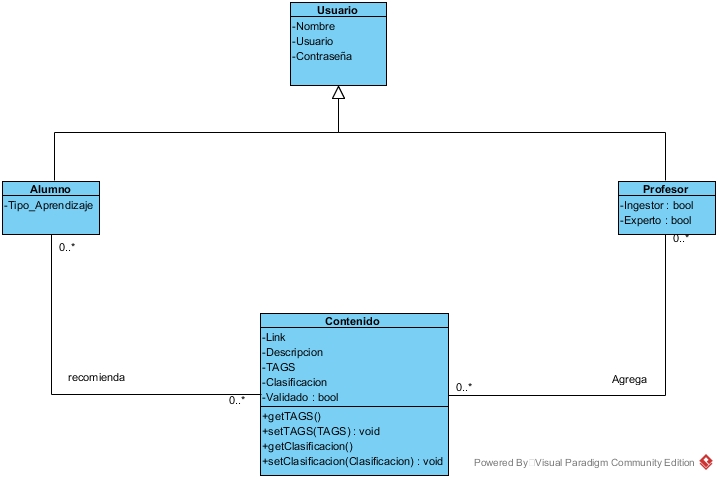 Usuario
-Nombre
-Usuario
-Contraseña
Alumno
-Tipo_Aprendizaje
Profesor
-Ingestor : bool
-Experto : bool
0..*
0..*
Contenido
-Link
-Descripcion
-TAGS
-Clasificacion
-Validado : bool
+getTAGS()
+setTAGS(TAGS) : void
+getClasificacion()
+setClasificacion(Clasificacion) : void
recomienda
0..*
0..*
Agrega
Powered By Visual Paradigm Community Edition